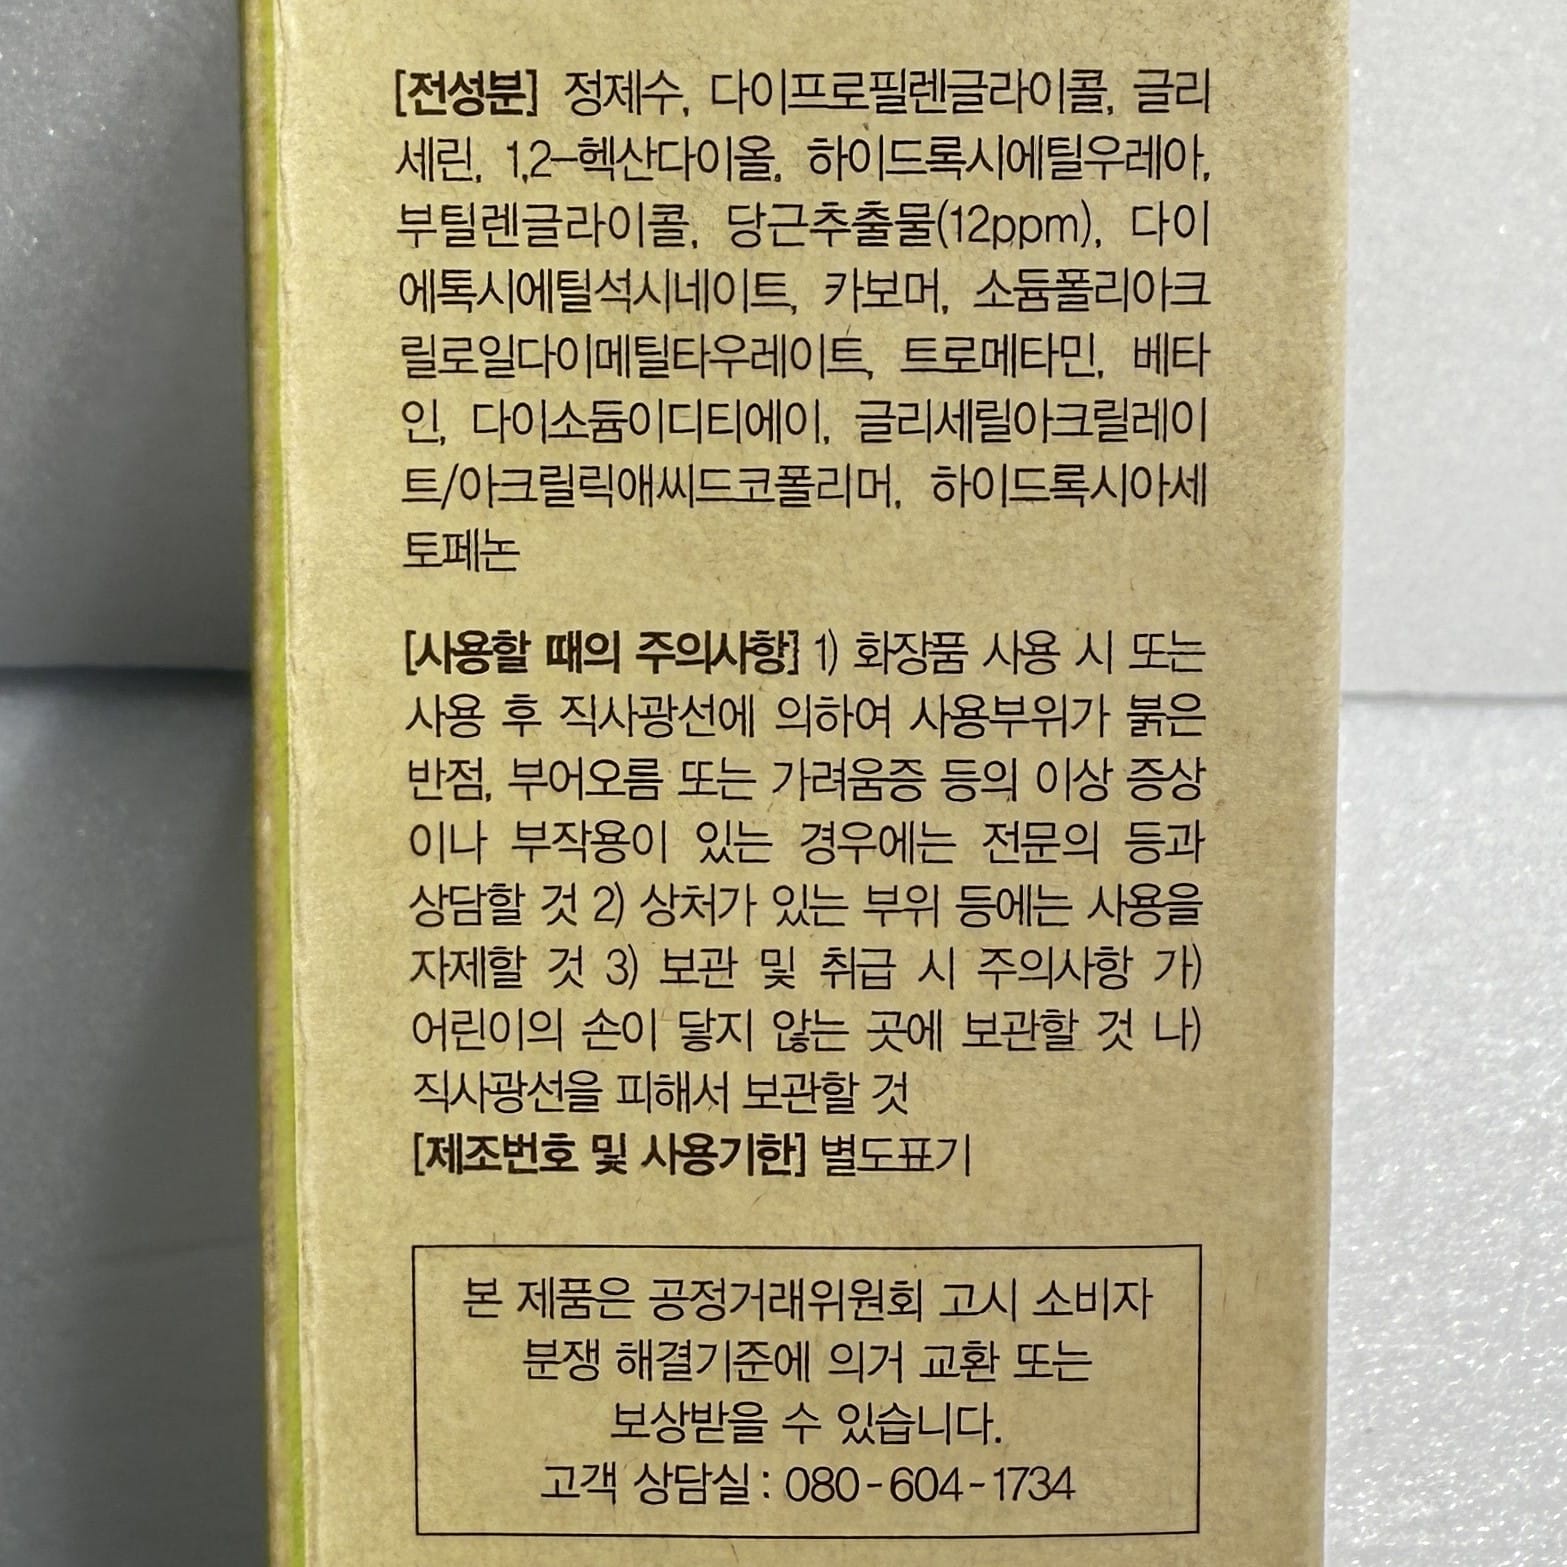 [전성분] 정제수, 다이프로필렌글라이콜, 글리
세린, 1,2-헥산다이올, 하이드록시에틸우레아,
부틸렌글라이콜, 당근추출물(12ppm), 다이
에톡시에틸석시네이트, 카보머, 소듐폴리아크
릴로일다이메틸타우레이트, 트로메타민, 베타
인, 다이소듐이디티에이, 글리세릴아크릴레이
트/아크릴릭애씨드코폴리머, 하이드록시아세
토페논
[사용할 때의 주의사항] 1) 화장품 사용 시 또는
사용 후 직사광선에 의하여 사용부위가 붉은
반점, 부어오름 또는 가려움증 등의 이상 증상
이나 부작용이 있는 경우에는 전문의 등과
상담할 것 2) 상처가 있는 부위 등에는 사용을
자제할 것 3) 보관 및 취급 시 주의사항 가)
어린이의 손이 닿지 않는 곳에 보관할 것 나)
직사광선을 피해서 보관할 것
[제조번호 및 사용기한] 별도표기
본 제품은 공정거래위원회 고시 소비자
분쟁 해결기준에 의거 교환 또는
보상받을 수 있습니다.
고객 상담실 : 080-604-1734